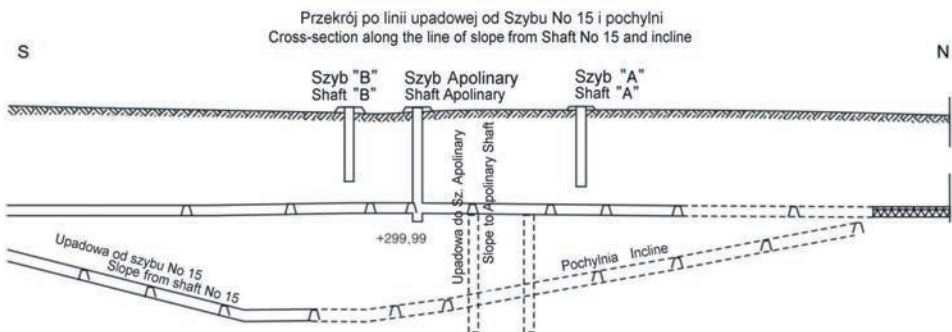 Przekrój po linii upadowej od Szybu No 15 i pochylni
Cross-section along the line of slope from Shaft No 15 and incline
S
N
Szyb "B"
Shaft "B"
Szyb Apolinary
Shaft Apolinary
Szyb "A"
Shaft "A"
Upadowa do Sz. Apolinary
Slope to Apolinary Shaft
+299,99
Upadowa od szybu No 15
Slope from shaft No 15
Pochylnia Incline